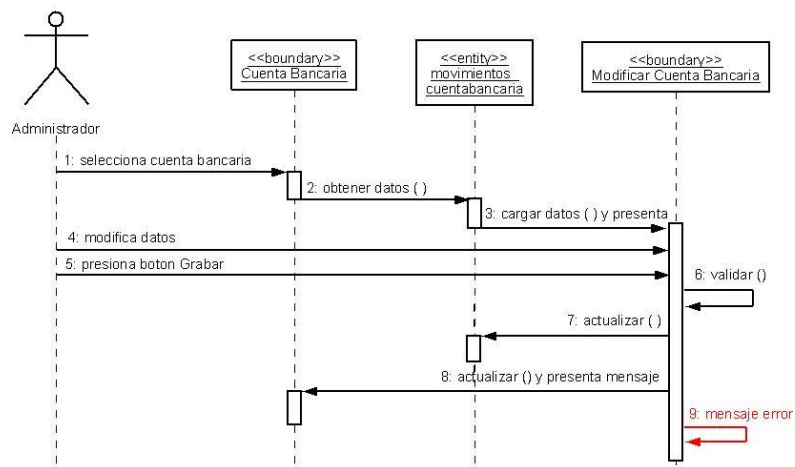 <<boundary>>
Cuenta Bancaria
<<entity>>
movimientos
cuentabancaria
<<boundary>>
Modificar Cuenta Bancaria
Administrador
1: selecciona cuenta bancaria
2: obtener datos ( )
3: cargar datos ( ) y presenta
4: modifica datos
5: presiona boton Grabar
6: validar ()
7: actualizar ( )
8: actualizar () y presenta mensaje
9: mensaje error